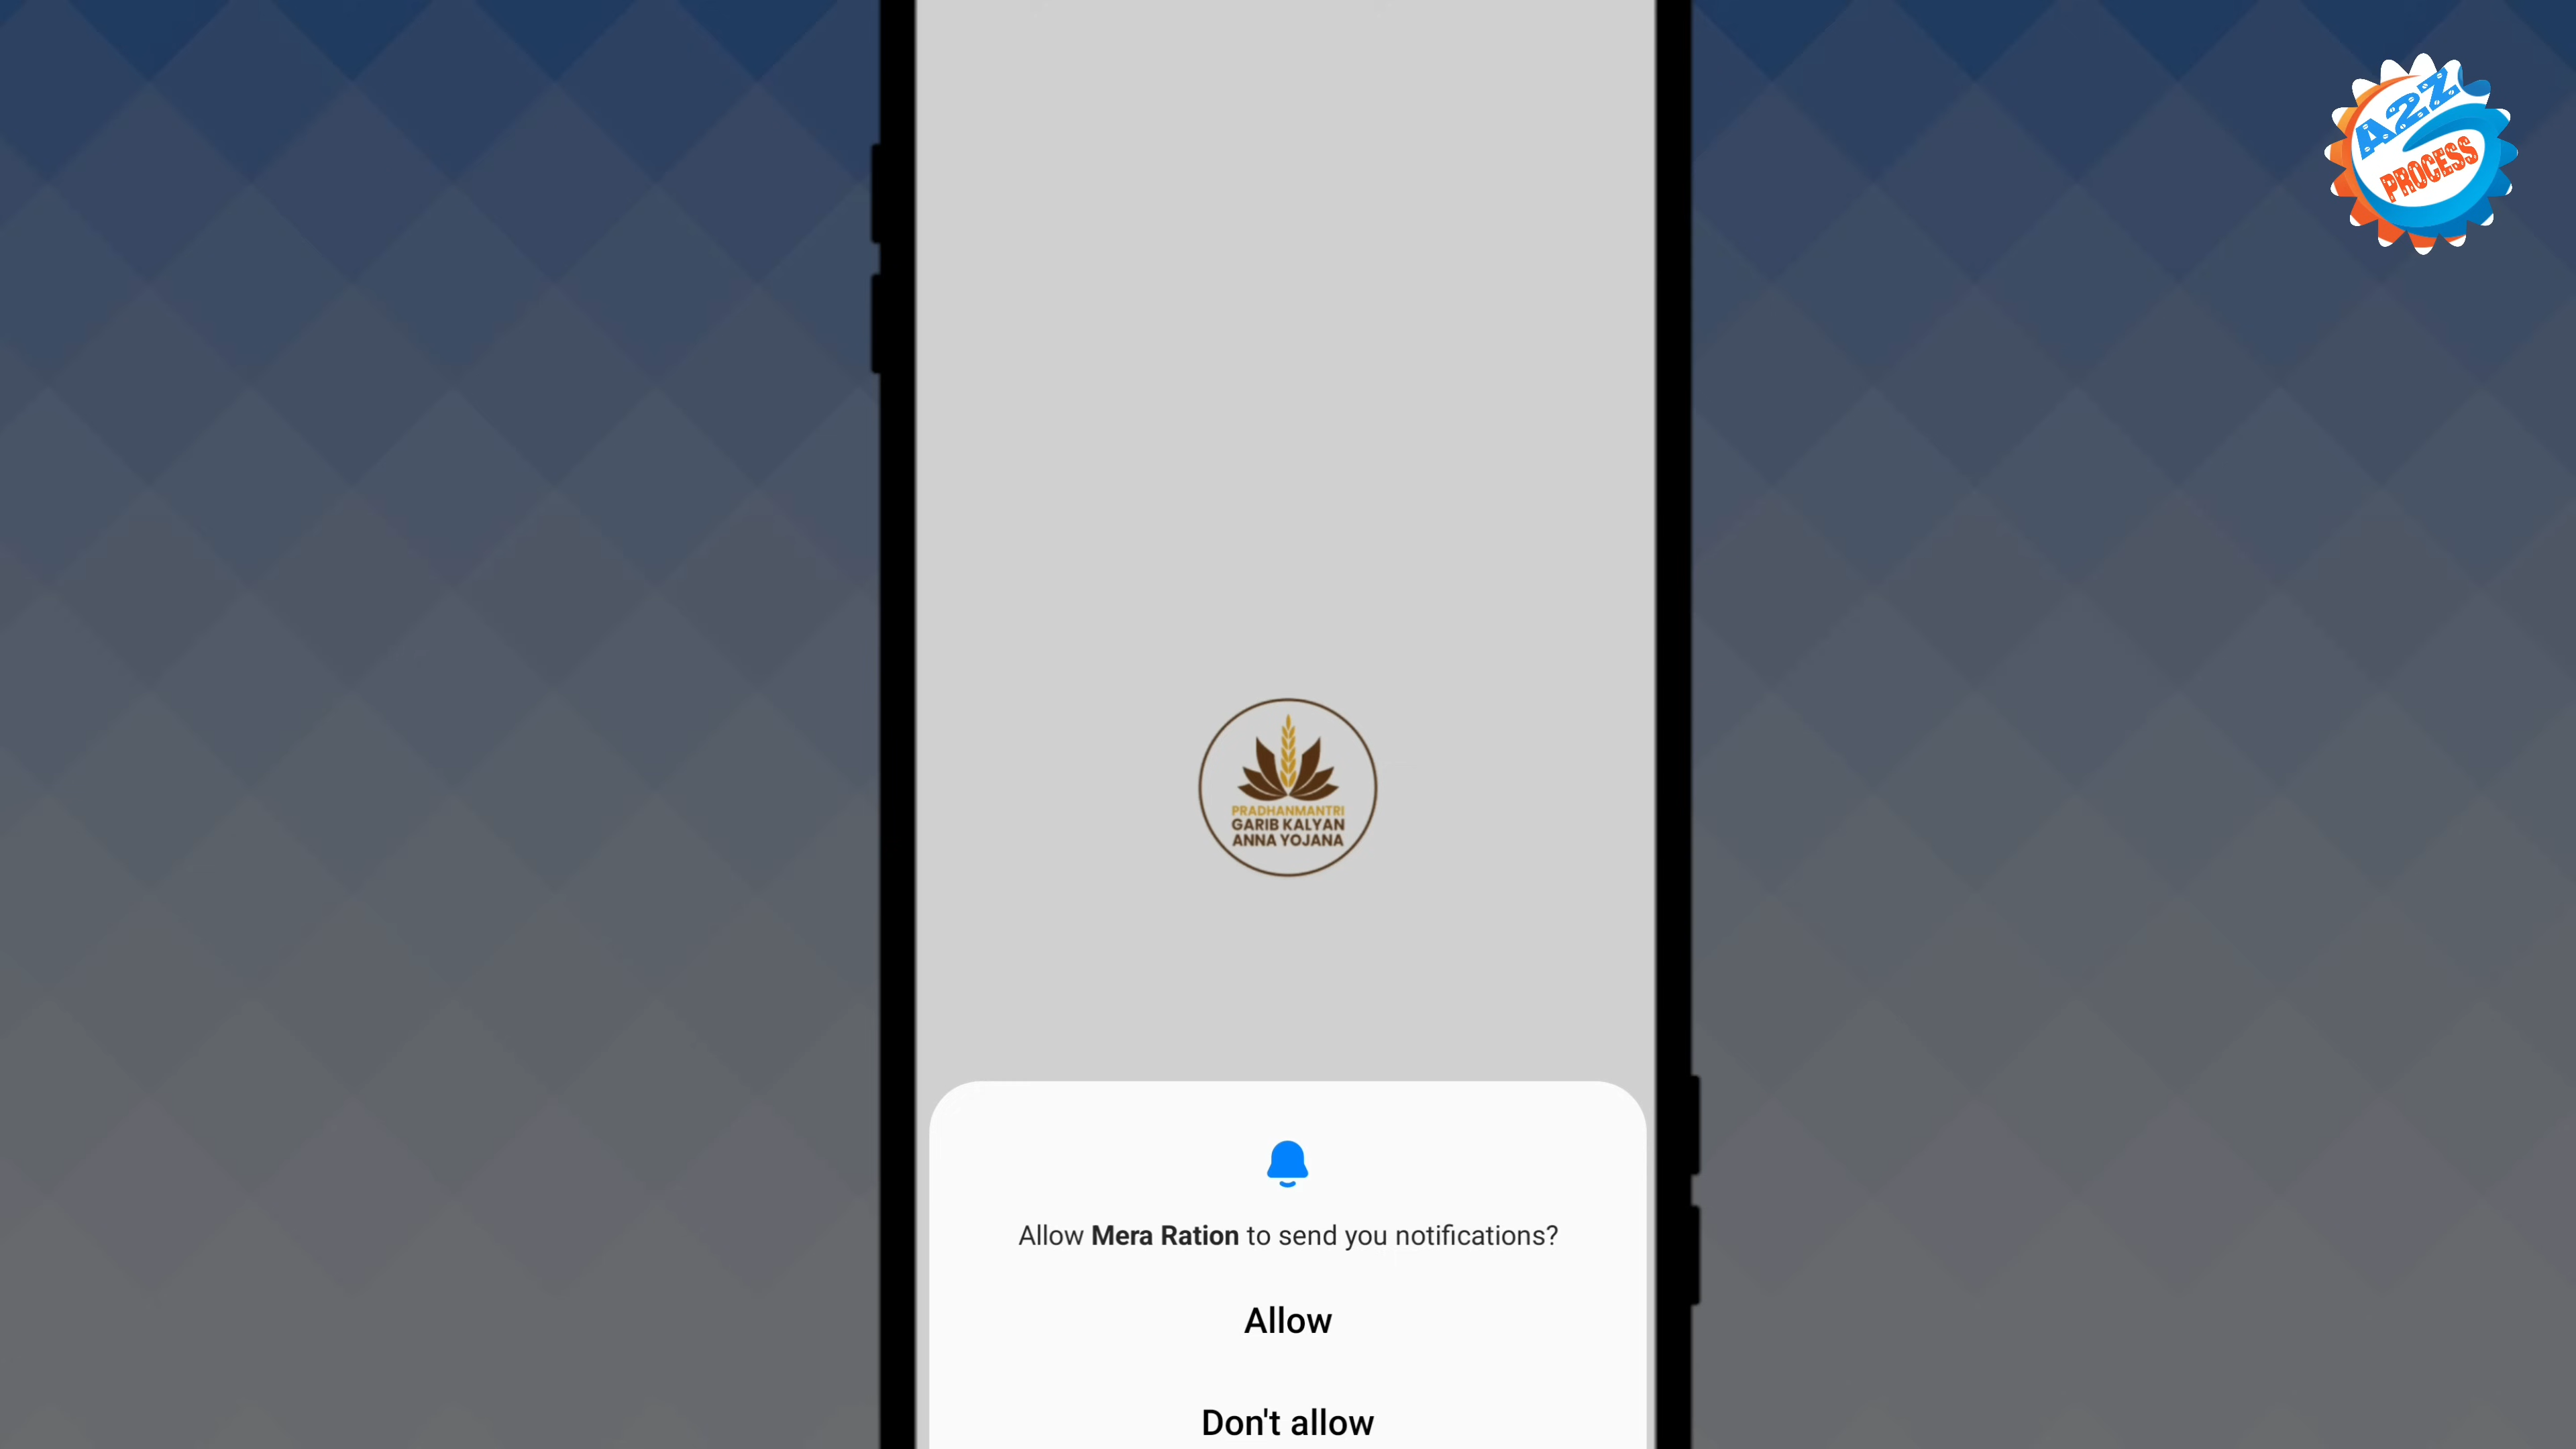 A2Z
PROCESS
PRADHANMANTRI
GARIB KALYAN
ANNA YOJANA
Allow Mera Ration to send you notifications?
Allow
Don't allow